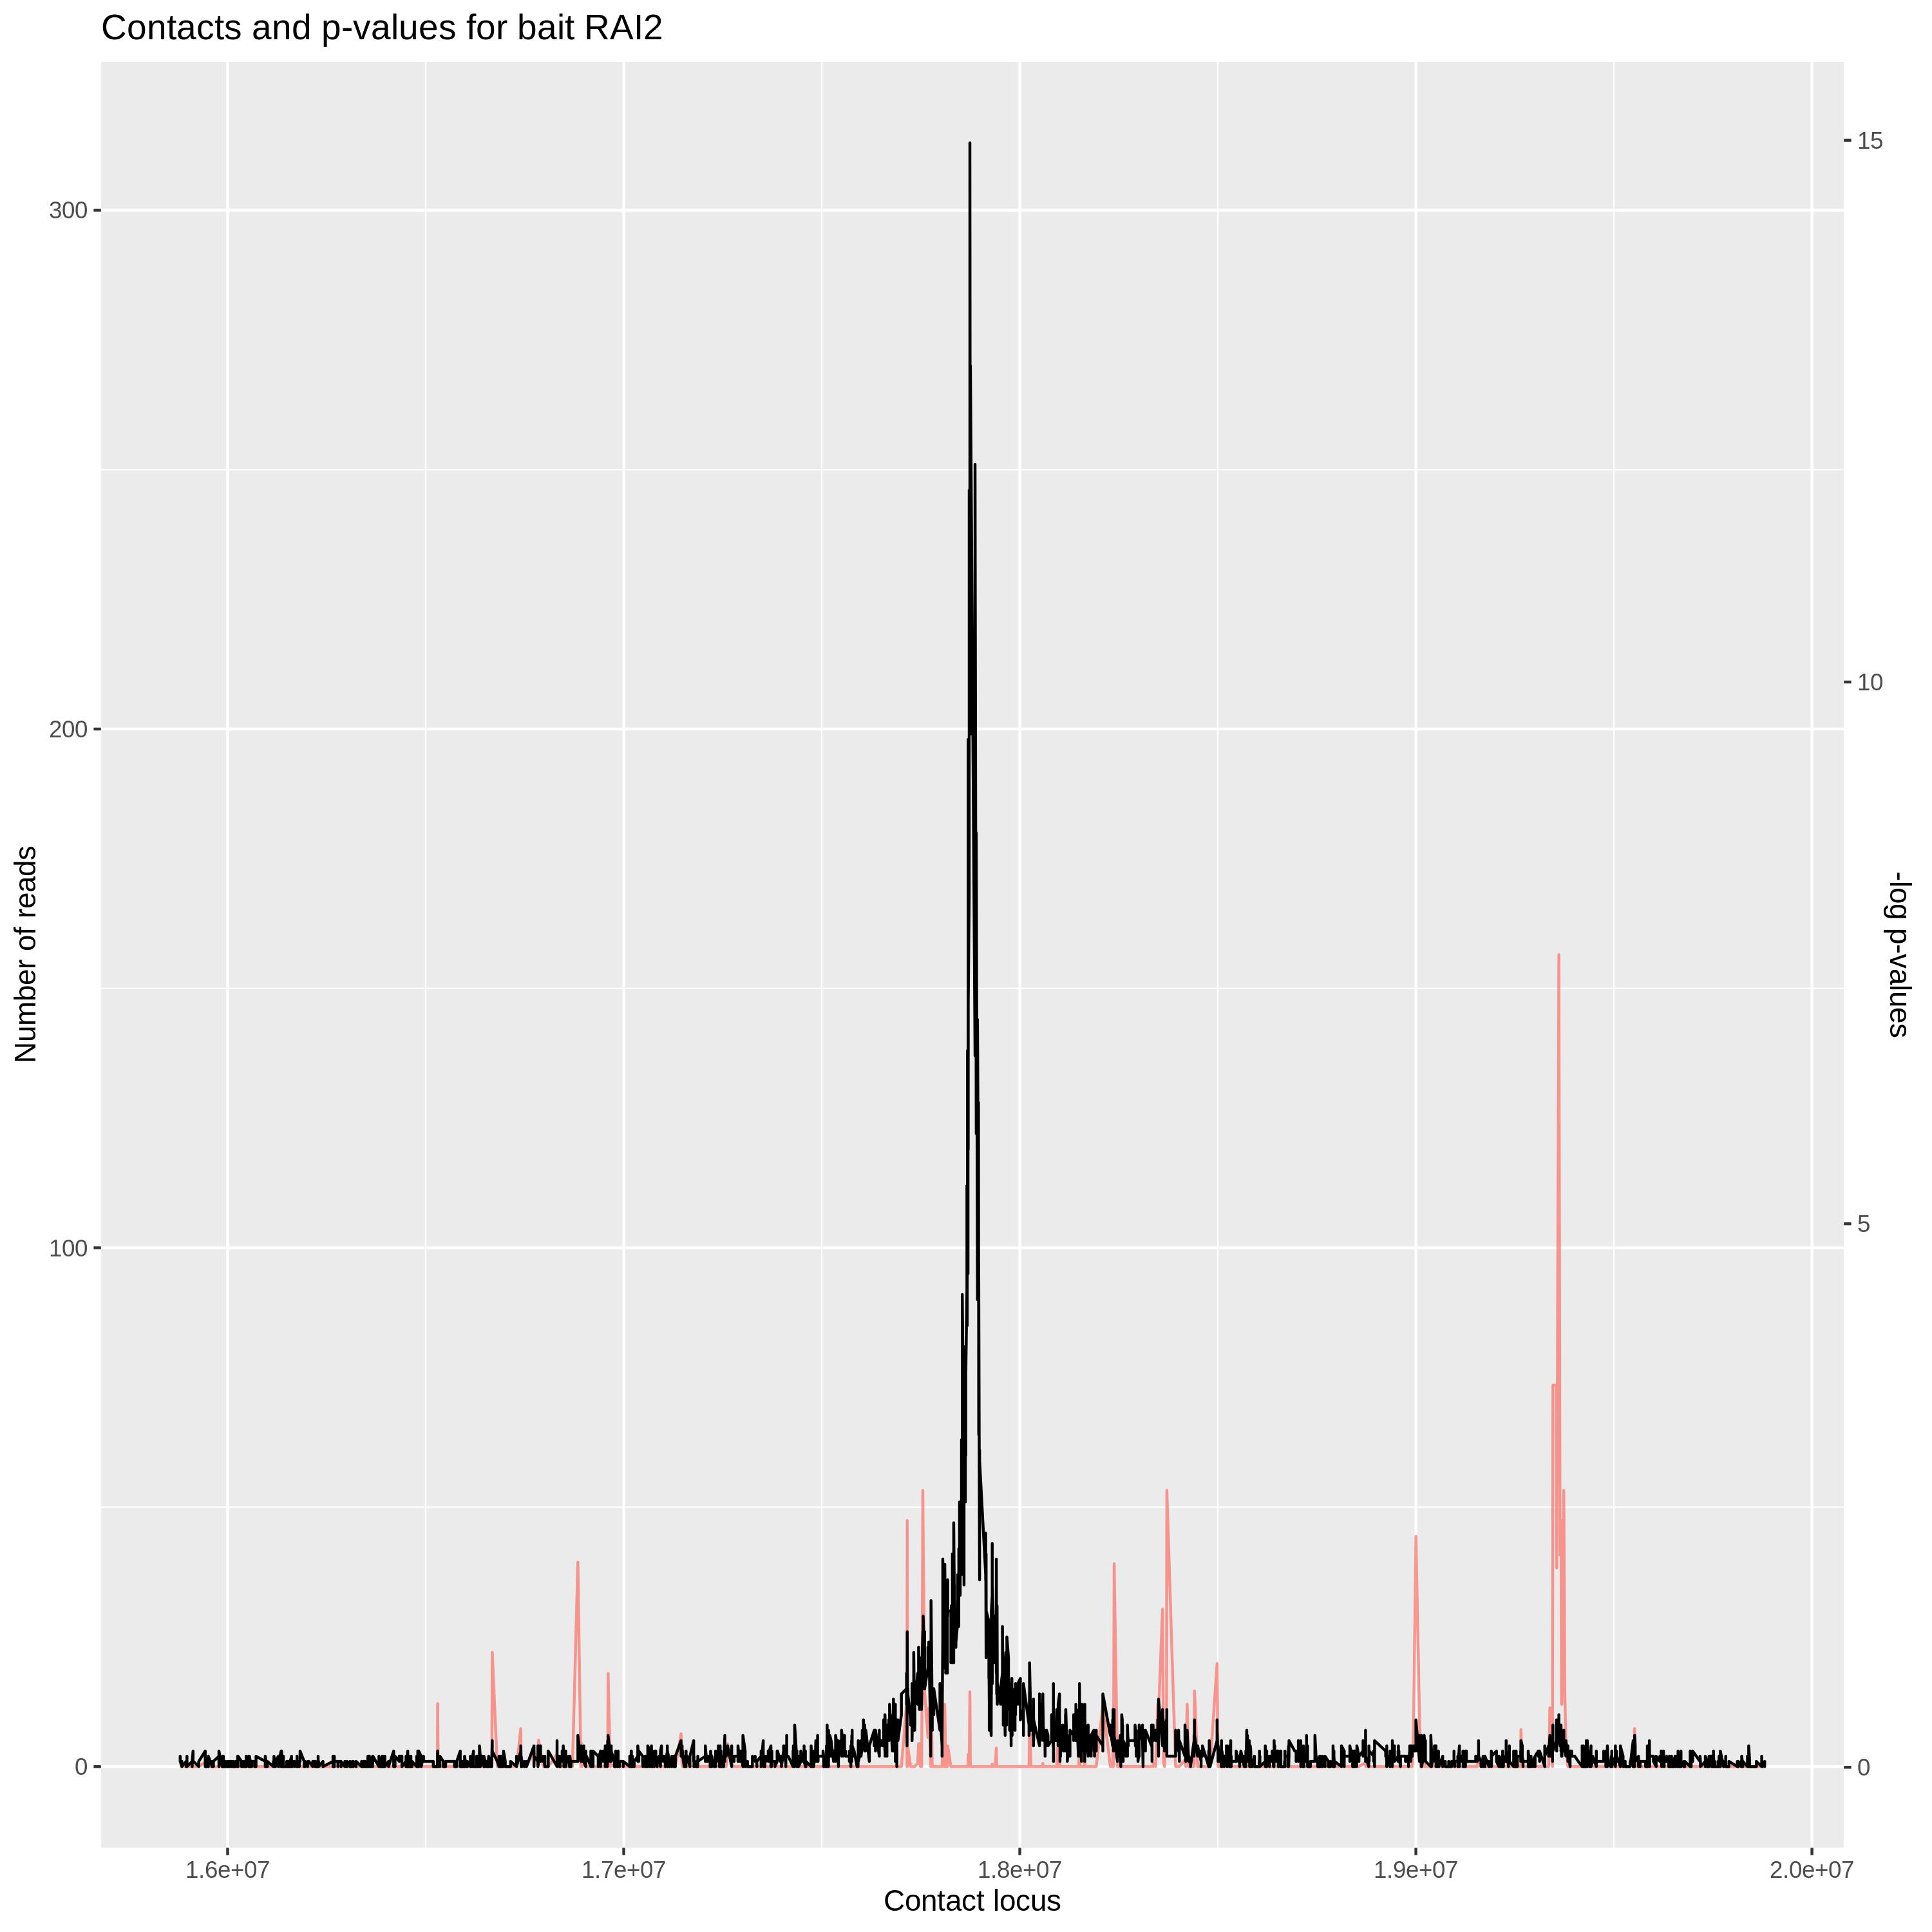 Contacts and p-values for bait RAI2
300
200
100
0
15
10
5
0
Number of reads
-log p-values
1.6e+07
1.7e+07
1.8e+07
1.9e+07
2.0e+07
Contact locus